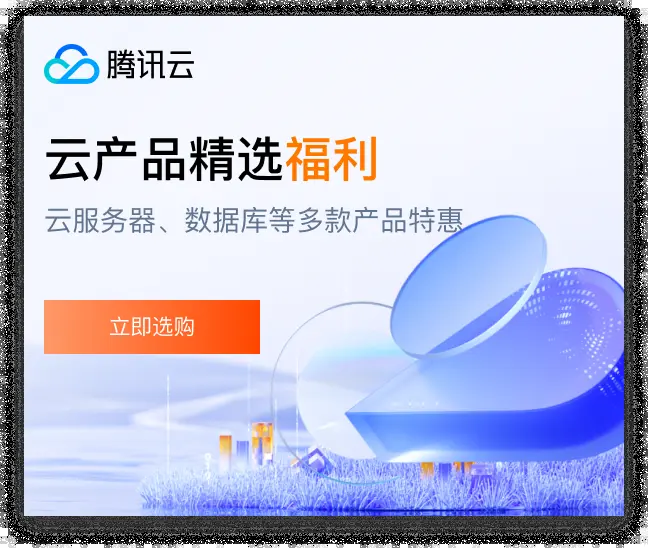 腾讯云
云产品精选福利
云服务器、数据库等多款产品特惠
立即选购